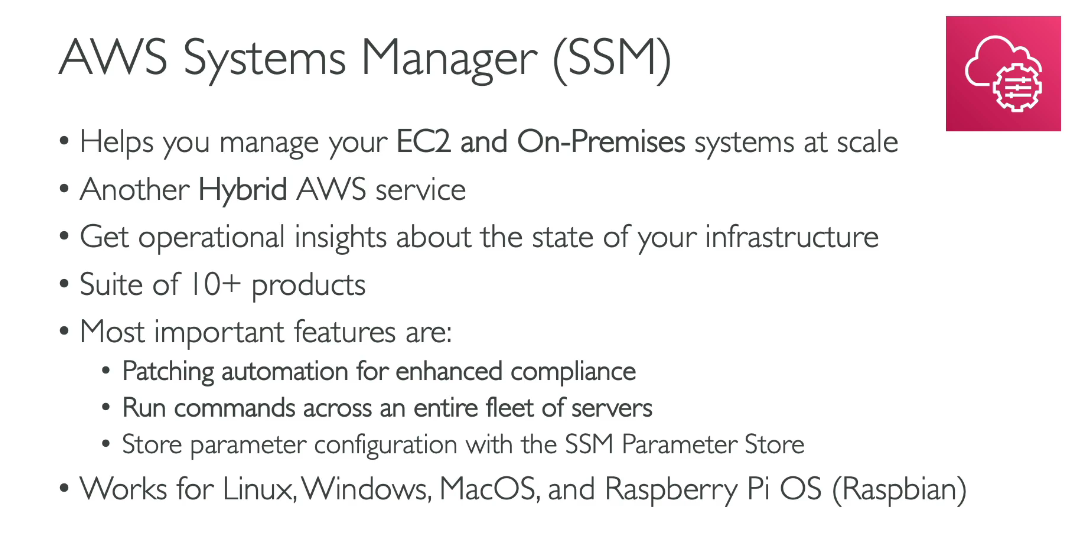 AWS Systems Manager (SSM)
• Helps you manage your EC2 and On-Premises systems at scale
• Another Hybrid AWS service
• Get operational insights about the state of your infrastructure
• Suite of 10+ products
• Most important features are:
• Patching automation for enhanced compliance
• Run commands across an entire fleet of servers
• Store parameter configuration with the SSM Parameter Store
• Works for Linux, Windows, MacOS, and Raspberry Pi OS (Raspbian)